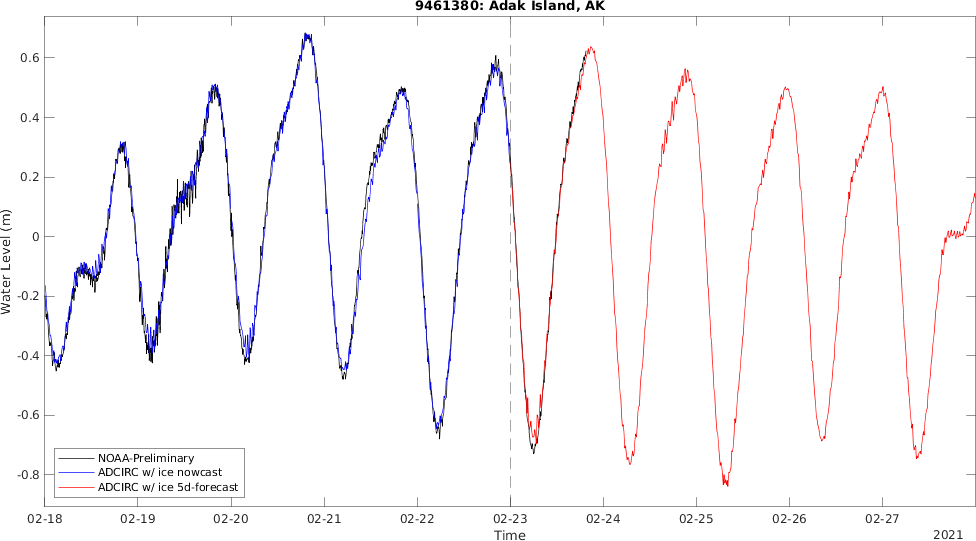 9461380: Adak Island, AK
Water Level (m)
0.6
0.4
0.2
0
-0.2
-0.4
-0.6
-0.8
NOAA-Preliminary
ADCIRC w/ ice nowcast
ADCIRC w/ ice 5d-forecast
02-18 02-19 02-20 02-21 02-22 02-23 02-24 02-25 02-26 02-27
Time
2021